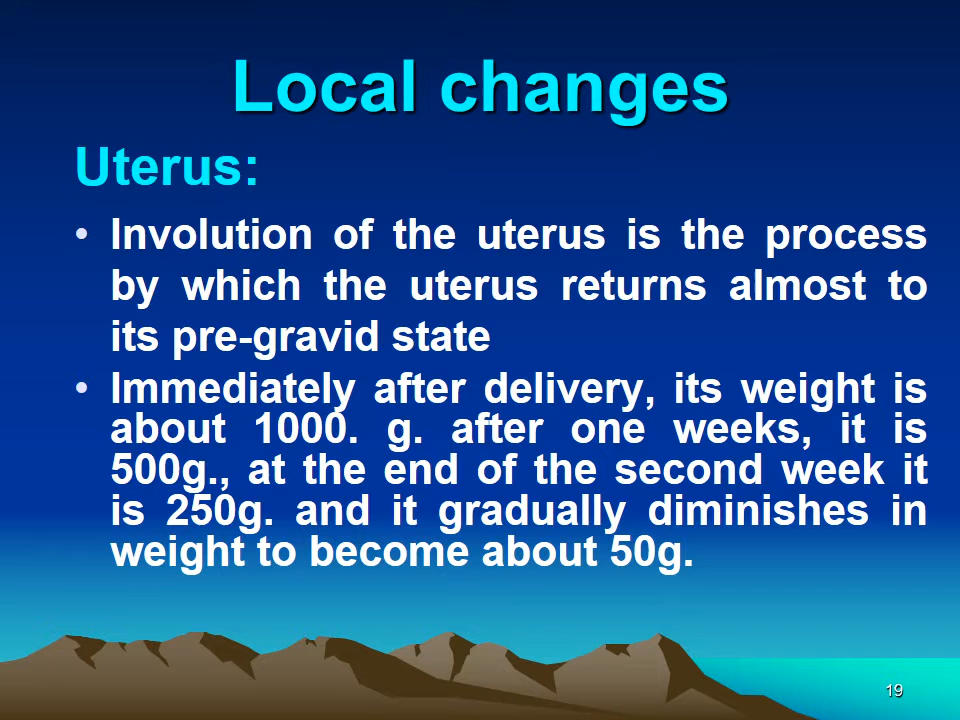 Local changes
Uterus:
• Involution of the uterus is the process
by which the uterus returns almost to
its pre-gravid state
• Immediately after delivery, its weight is
about 1000. g. after one weeks, it is
500g., at the end of the second week it
is 250g. and it gradually diminishes in
weight to become about 50g.
19